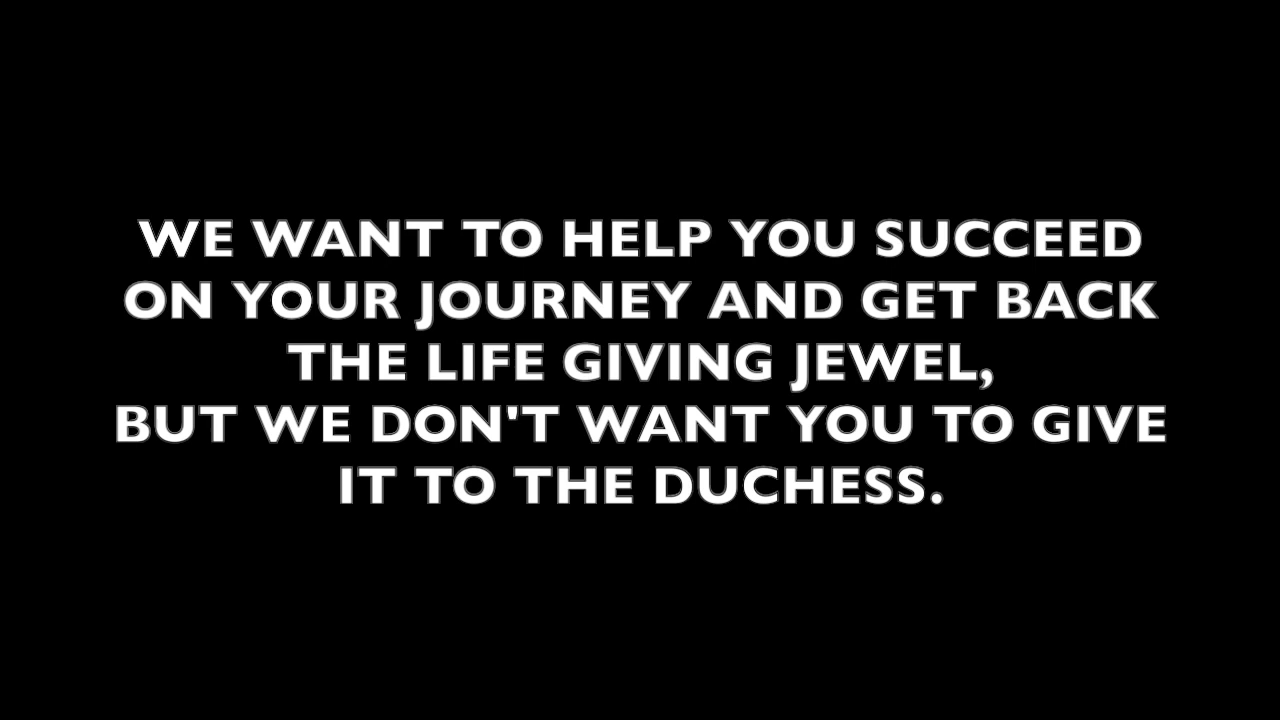 WE WANT TO HELP YOU SUCCEED
ON YOUR JOURNEY AND GET BACK
THE LIFE GIVING JEWEL,
BUT WE DON'T WANT YOU TO GIVE
IT TO THE DUCHESS.